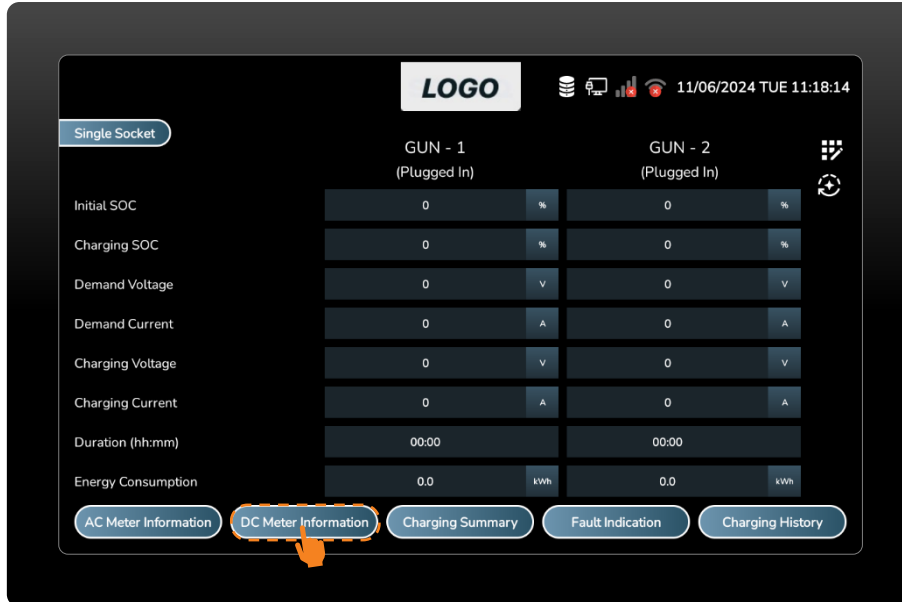 LOGO
11/06/2024 TUE 11:18:14
Single Socket
GUN - 1 GUN - 2
(Plugged In) (Plugged In)
Initial SOC 0 % 0 %
Charging SOC 0 % 0 %
Demand Voltage 0 V 0 V
Demand Current 0 A 0 A
Charging Voltage 0 V 0 V
Charging Current 0 A 0 A
Duration (hh:mm) 00:00 00:00
Energy Consumption 0.0 kWh 0.0 kWh
AC Meter Information DC Meter Information Charging Summary Fault Indication Charging History